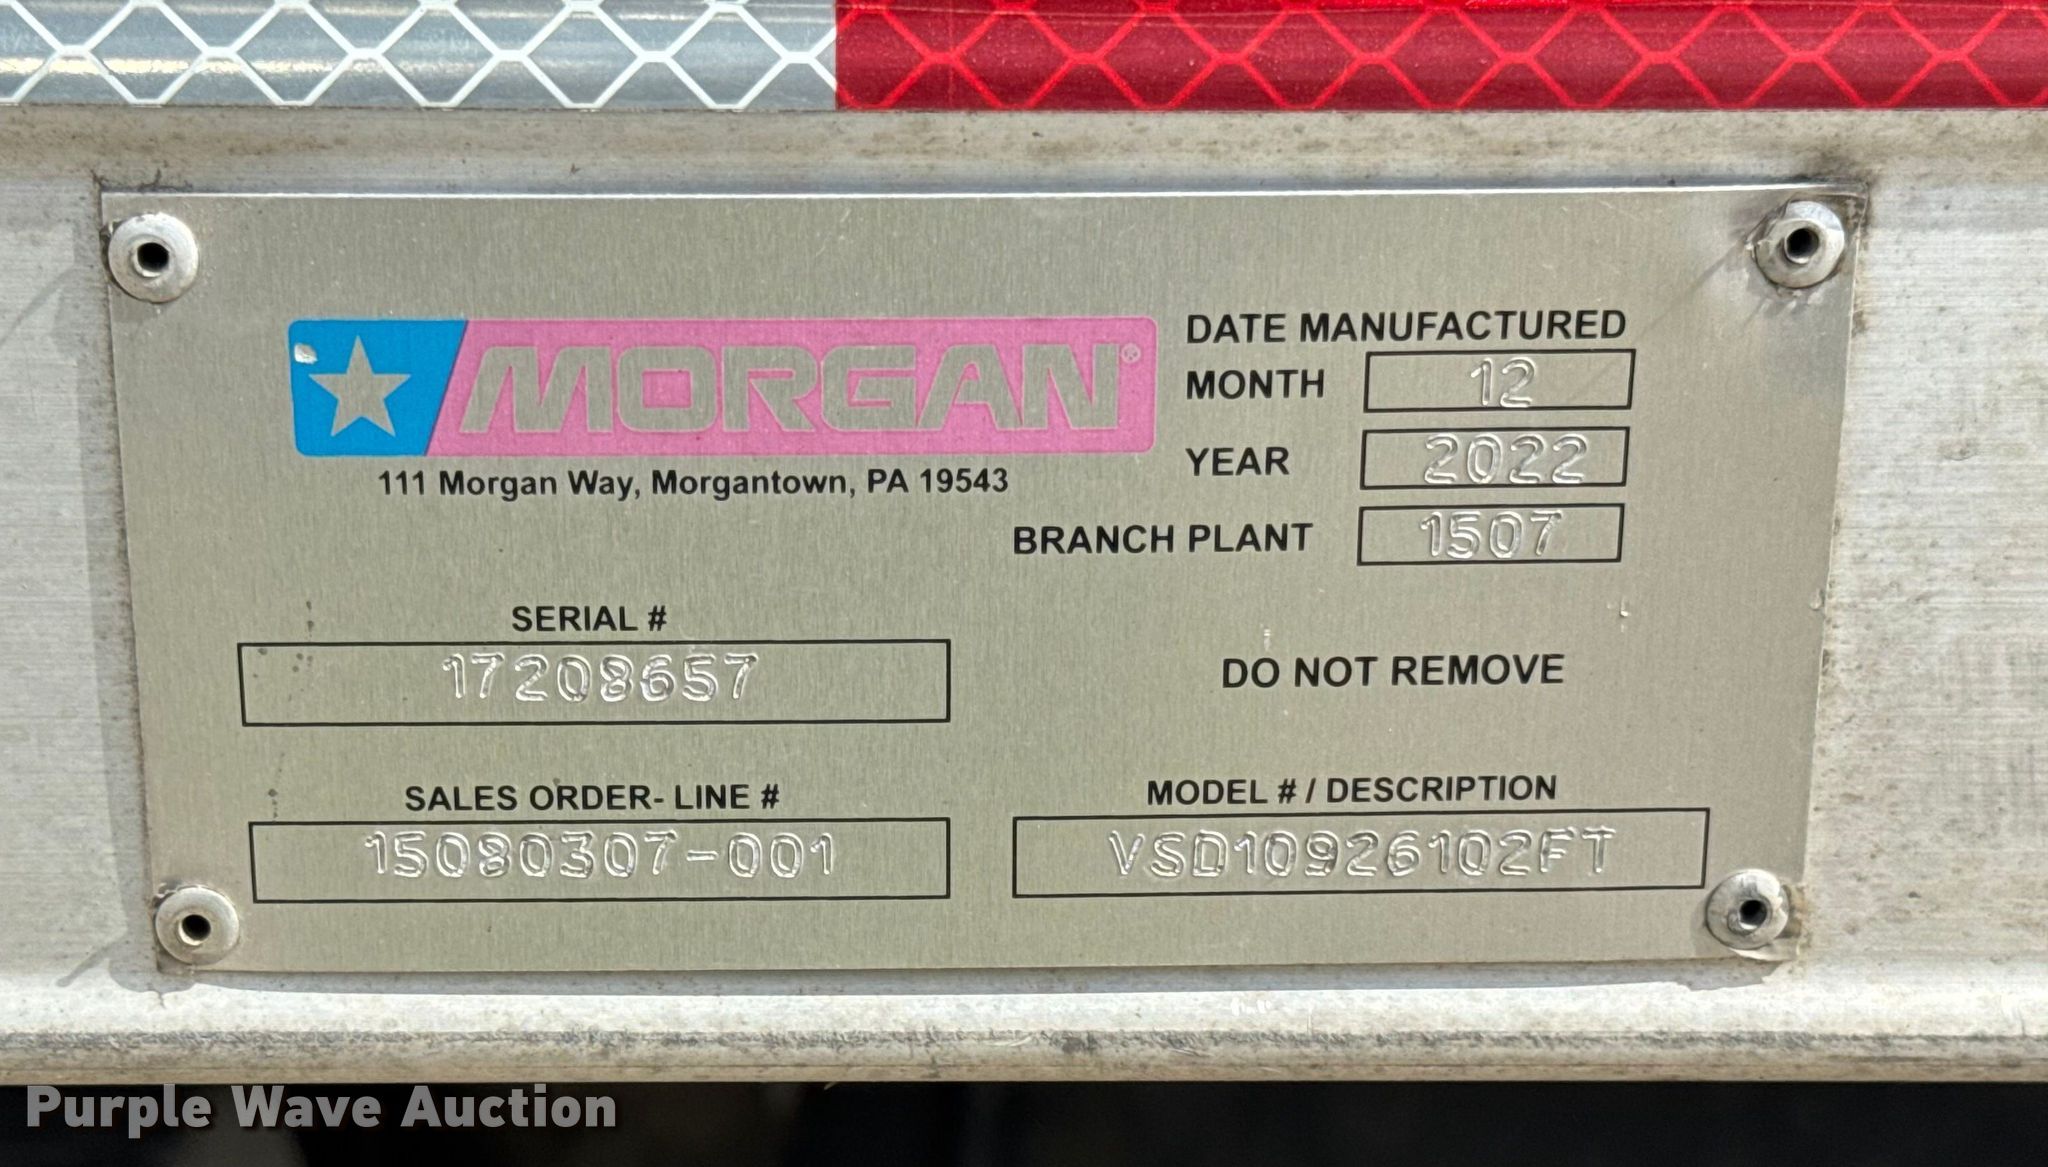 MORGAN®
111 Morgan Way, Morgantown, PA 19543
DATE MANUFACTURED
MONTH 12
YEAR 2022
BRANCH PLANT 1507
SERIAL #
17208657
DO NOT REMOVE
SALES ORDER- LINE #
15080307-001
MODEL # / DESCRIPTION
VSD10926102FT
Purple Wave Auction